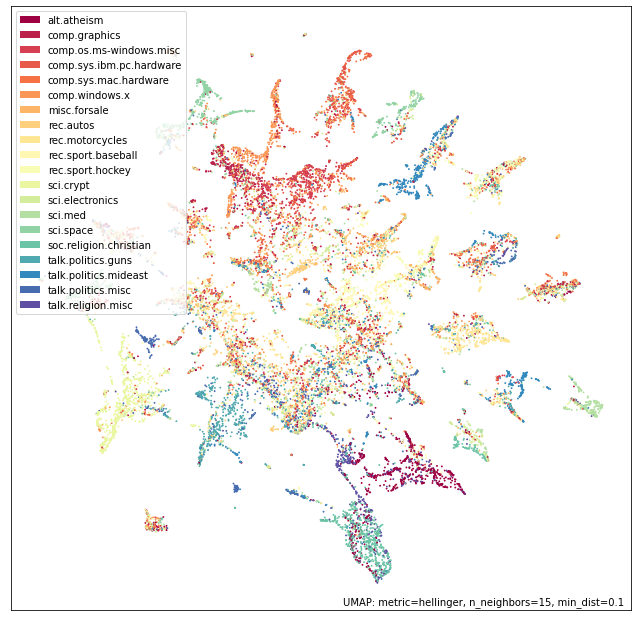 alt.atheism
comp.graphics
comp.os.ms-windows.misc
comp.sys.ibm.pc.hardware
comp.sys.mac.hardware
comp.windows.x
misc.forsale
rec.autos
rec.motorcycles
rec.sport.baseball
rec.sport.hockey
sci.crypt
sci.electronics
sci.med
sci.space
soc.religion.christian
talk.politics.guns
talk.politics.mideast
talk.politics.misc
talk.religion.misc
UMAP: metric=hellinger, n_neighbors=15, min_dist=0.1